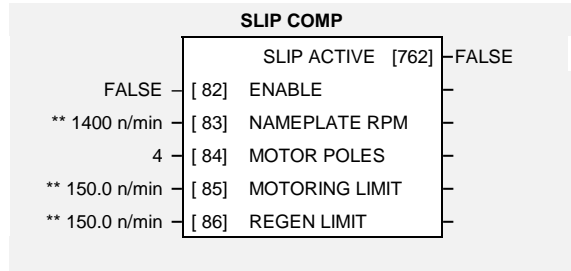 SLIP COMP
SLIP ACTIVE [762] FALSE
FALSE [ 82] ENABLE
** 1400 n/min [ 83] NAMEPLATE RPM
4 [ 84] MOTOR POLES
** 150.0 n/min [ 85] MOTORING LIMIT
** 150.0 n/min [ 86] REGEN LIMIT